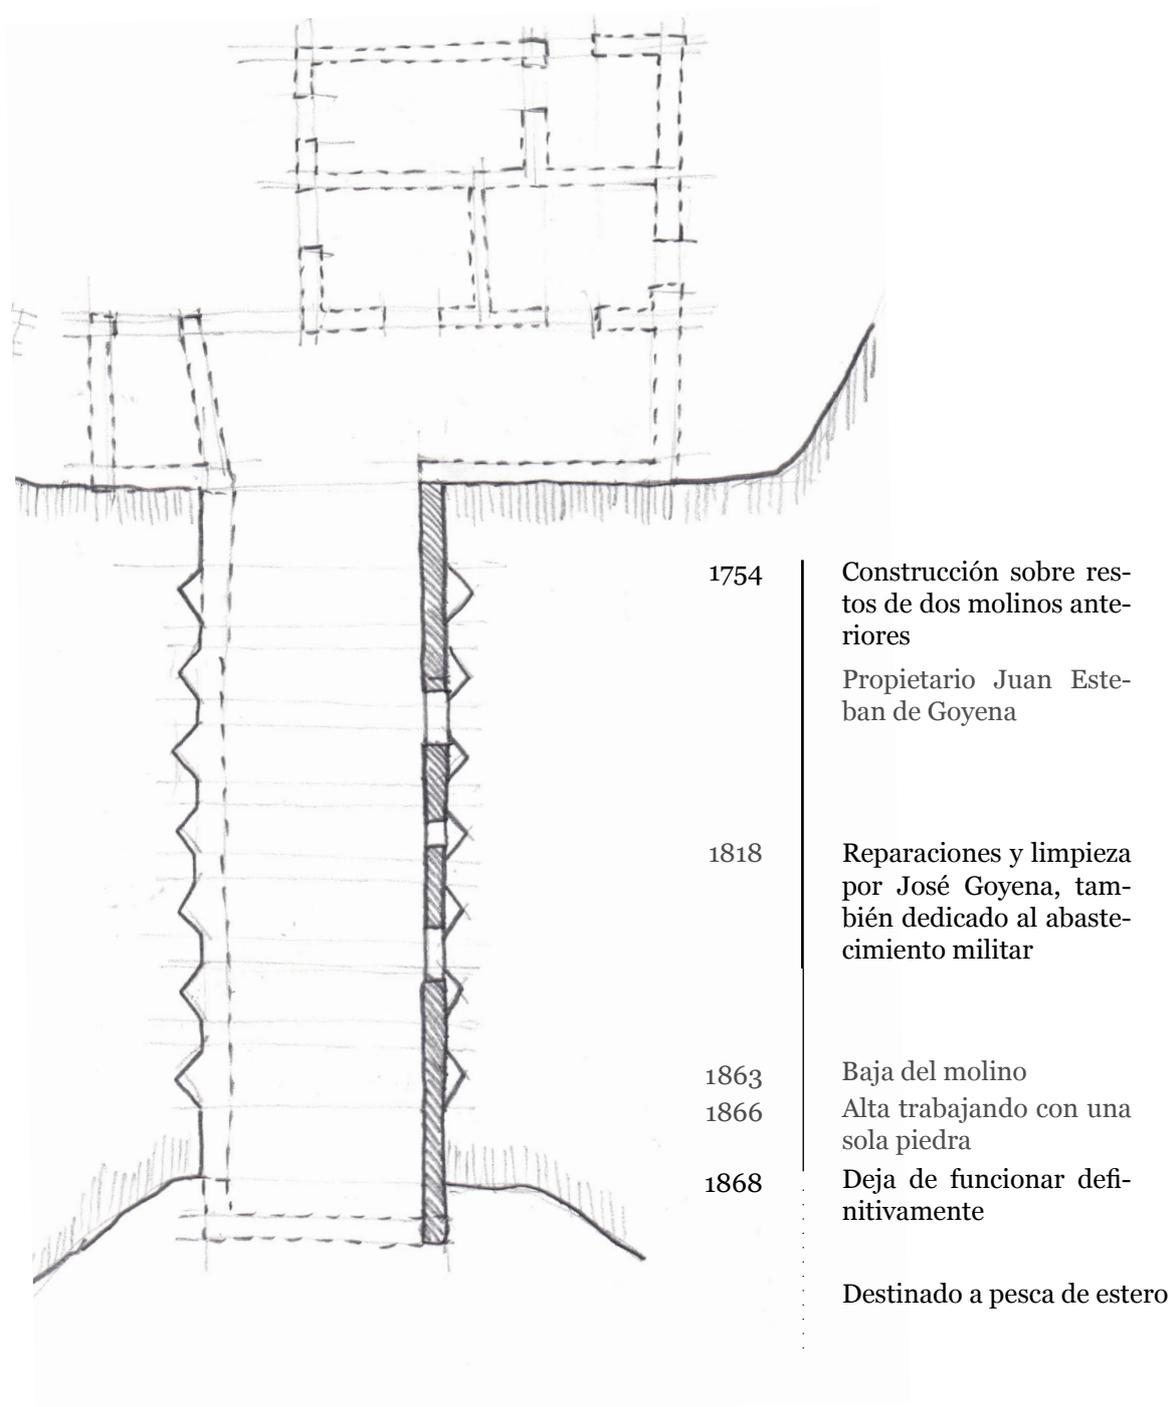 1754
Construcción sobre res-
tos de dos molinos ante-
riores
Propietario Juan Este-
ban de Goyena
1818
Reparaciones y limpieza
por José Goyena, tam-
bién dedicado al abaste-
cimiento militar
1863
Baja del molino
1866
Alta trabajando con una
sola piedra
1868
Deja de funcionar defi-
nitivamente
Destinado a pesca de estero